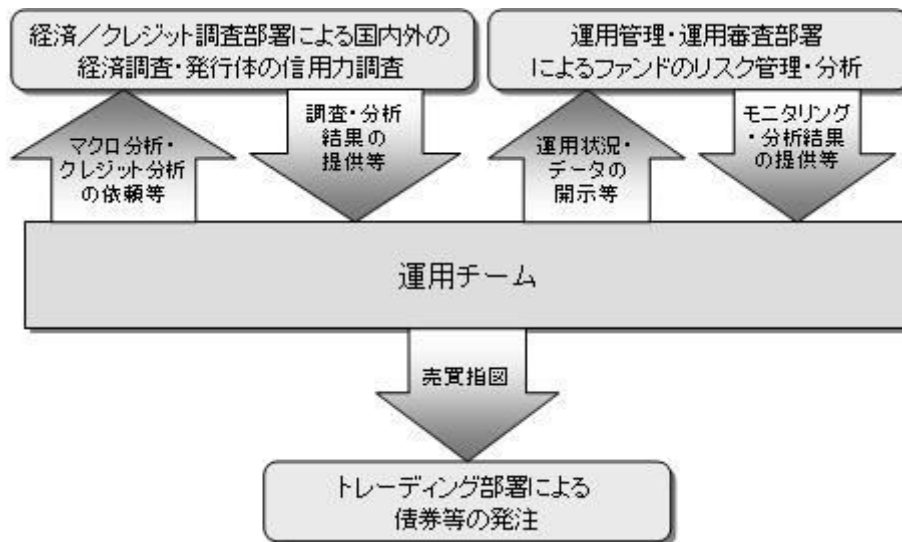 経済／クレジット調査部署による国内外の
経済調査・発行体の信用力調査
運用管理・運用審査部署
によるファンドのリスク管理・分析
マクロ分析・
クレジット分析
の依頼等
調査・分析
結果の
提供等
運用状況・
データの
開示等
モニタリング
・分析結果
の提供等
運用チーム
売買指図
トレーディング部署による
債券等の発注